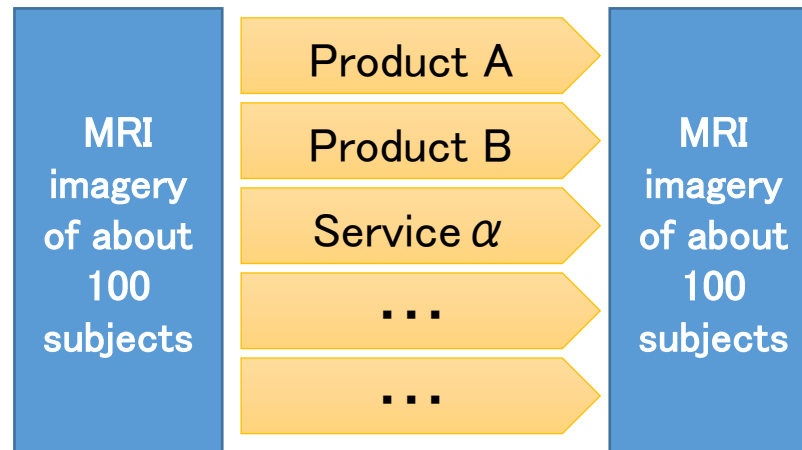 MRI
imagery
of about
100
subjects
Product A
Product B
Service α
...
...
MRI
imagery
of about
100
subjects